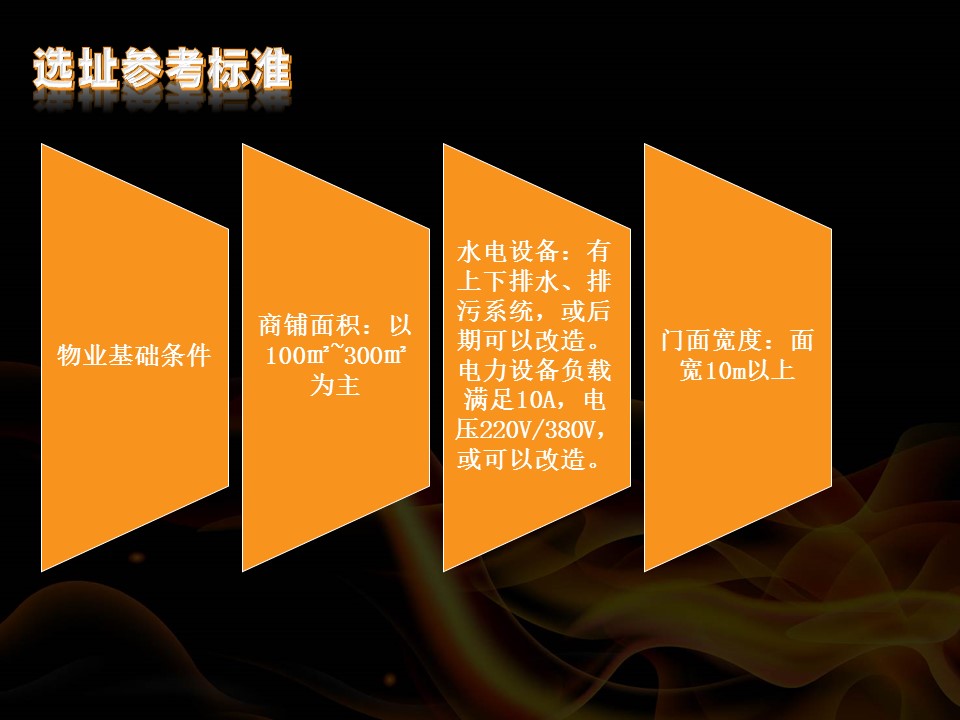 选址参考标准
物业基础条件
商铺面积：以
100㎡~300㎡
为主
水电设备：有
上下排水、排
污系统，或后
期可以改造。
电力设备负载
满足10A，电
压220V/380V，
或可以改造。
门面宽度：面
宽10m以上